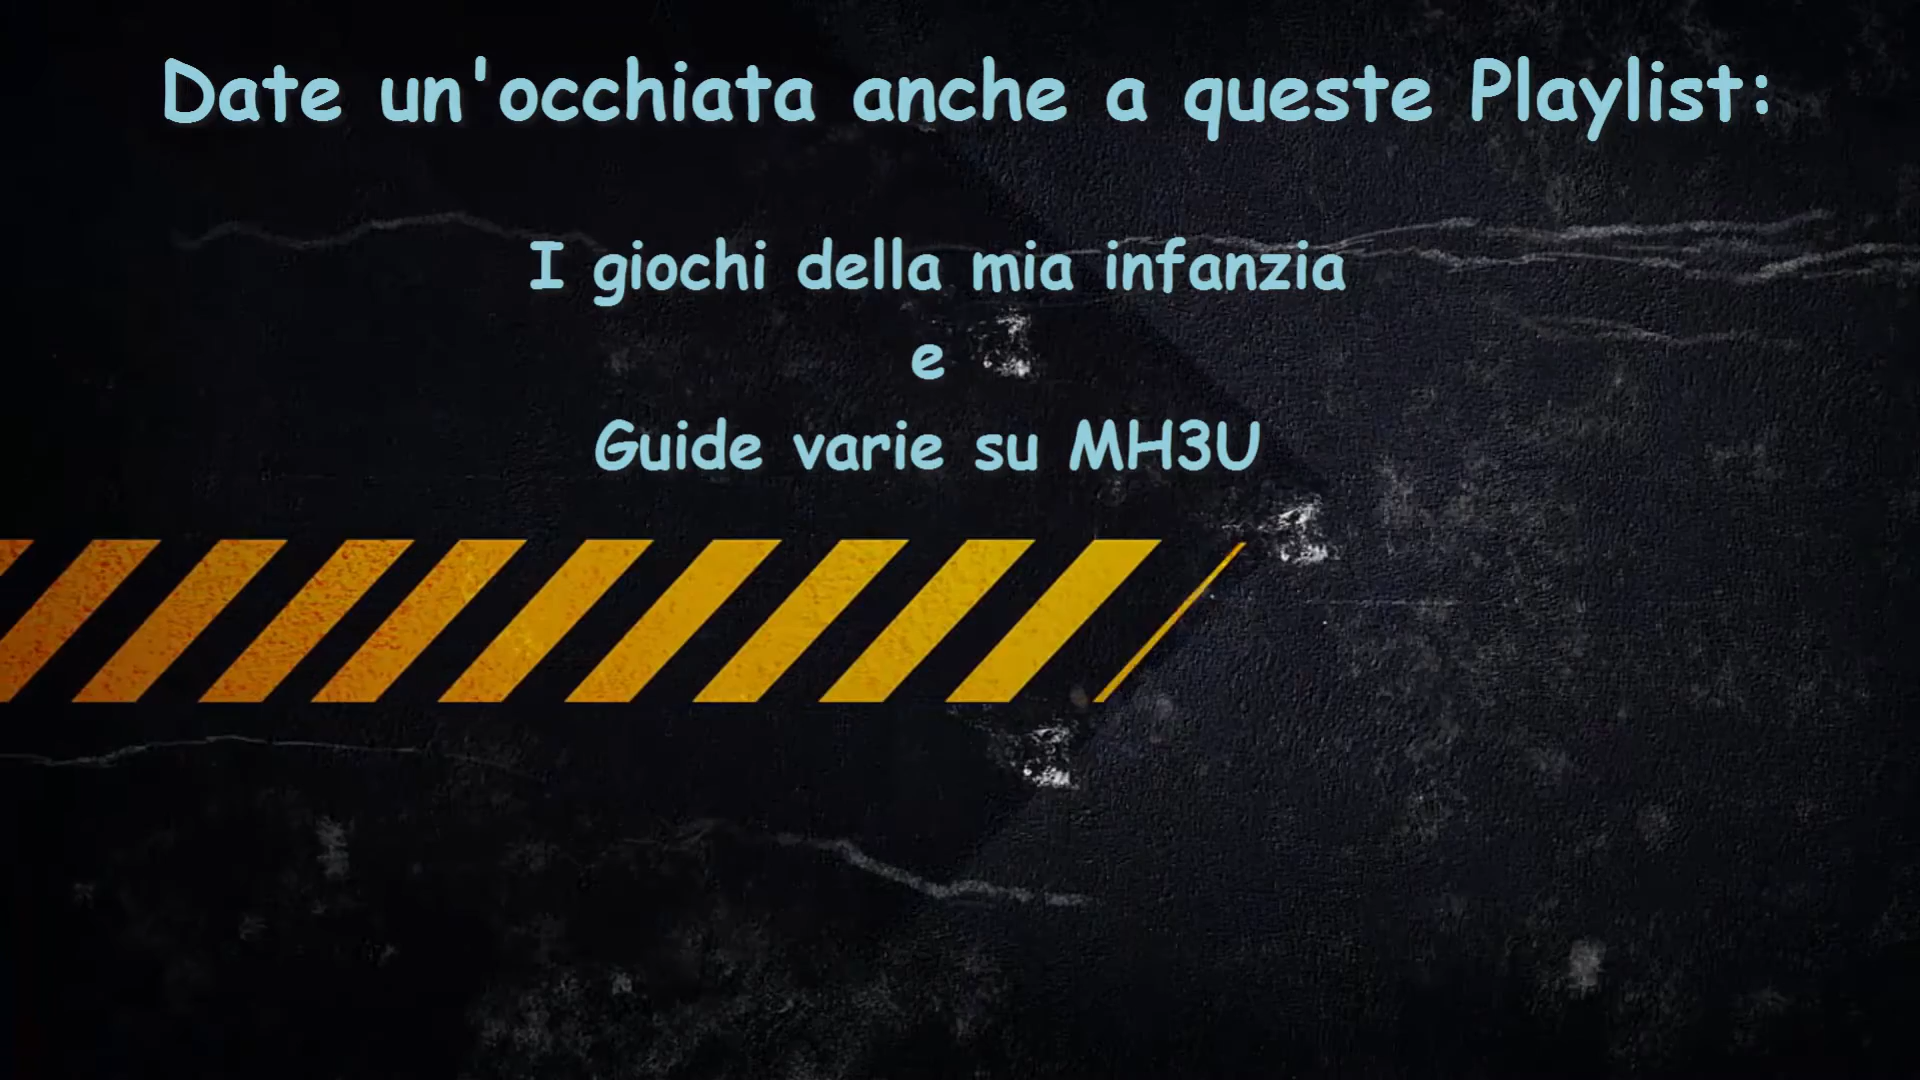 Date un'occhiata anche a queste Playlist:
I giochi della mia infanzia
e
Guide varie su MH3U